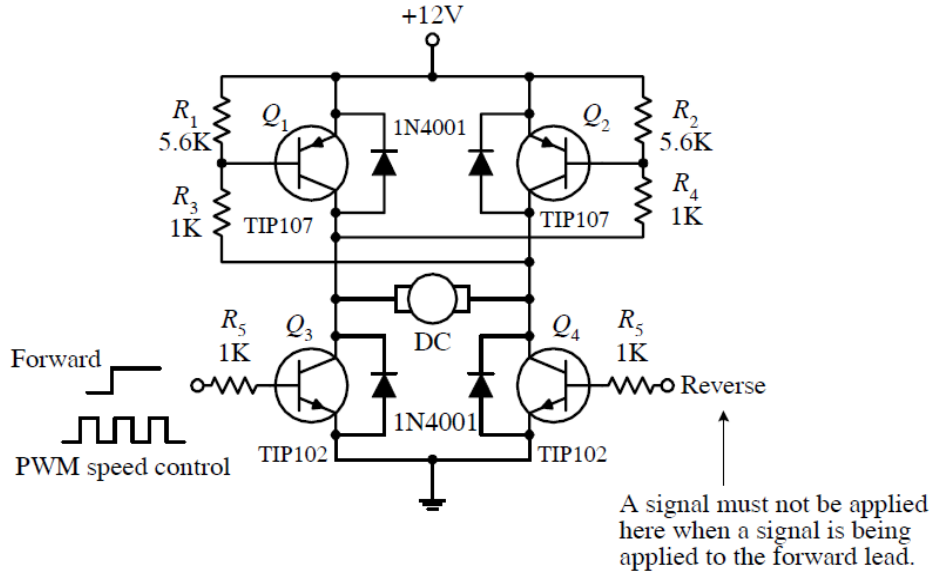 +12V
R1
5.6K
Q1
1N4001
Q2
R2
5.6K
R3
1K
TIP107
TIP107
R4
1K
DC
R5
1K
Q3
Q4
R5
1K
Forward
Reverse
1N4001
TIP102
TIP102
PWM speed control
A signal must not be applied
here when a signal is being
applied to the forward lead.